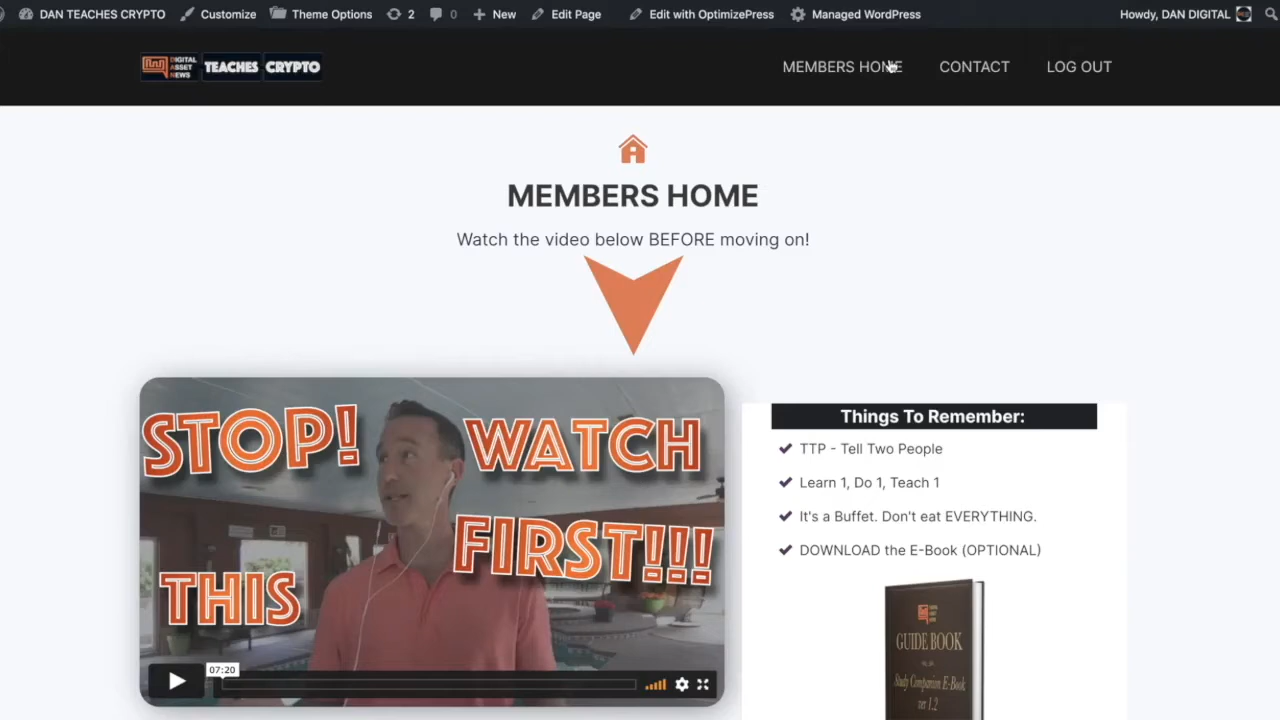 DAN TEACHES CRYPTO Customize Theme Options 2 0 New Edit Page Edit with OptimizePress Managed WordPress Howdy, DAN DIGITAL
DIGITAL ASSET NEWS TEACHES CRYPTO
MEMBERS HOME CONTACT LOG OUT
MEMBERS HOME
Watch the video below BEFORE moving on!
STOP! WATCH
THIS FIRST!!!
07:20
Things To Remember:
TTP - Tell Two People
Learn 1, Do 1, Teach 1
It's a Buffet. Don't eat EVERYTHING.
DOWNLOAD the E-Book (OPTIONAL)
GUIDE BOOK
Study Companion E-Book
ver 1.2